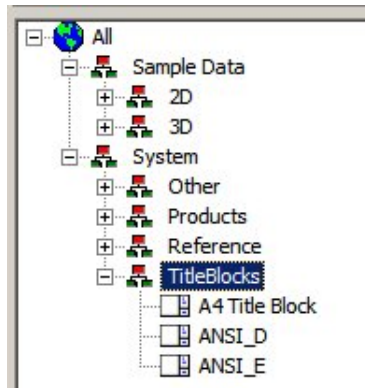 All
Sample Data
2D
3D
System
Other
Products
Reference
TitleBlocks
A4 Title Block
ANSI_D
ANSI_E